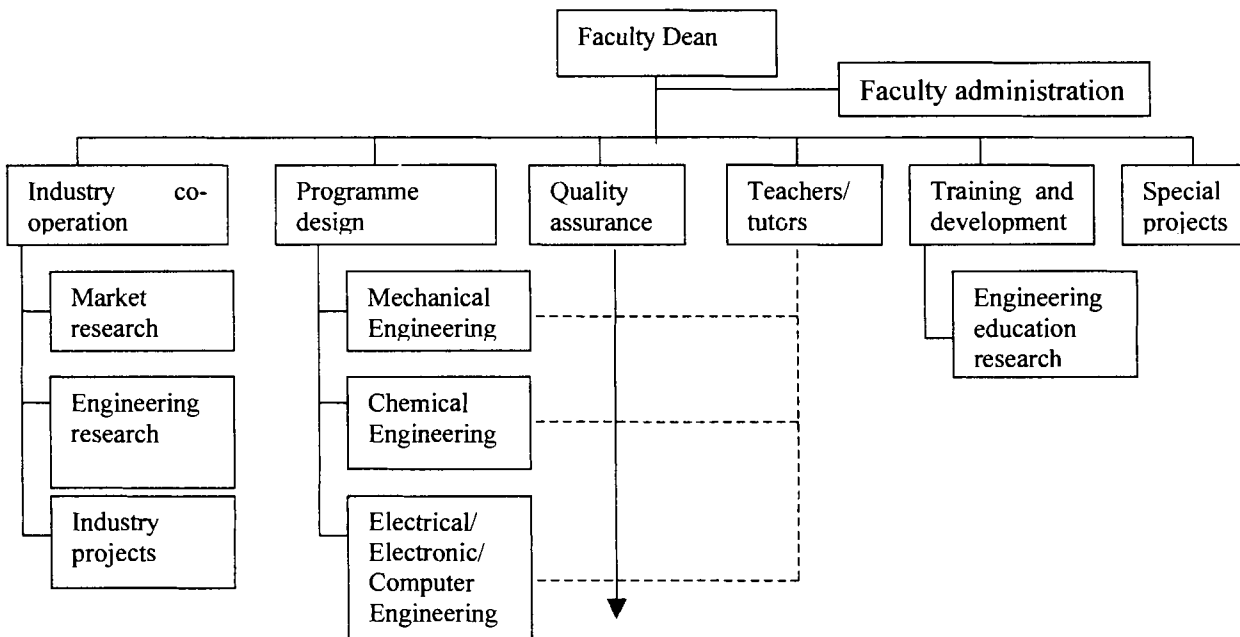 Faculty Dean
Faculty administration
Industry co-
operation
Programme
design
Quality
assurance
Teachers/
tutors
Training and
development
Special
projects
Market
research
Engineering
research
Industry
projects
Mechanical
Engineering
Chemical
Engineering
Electrical/
Electronic/
Computer
Engineering
Engineering
education
research